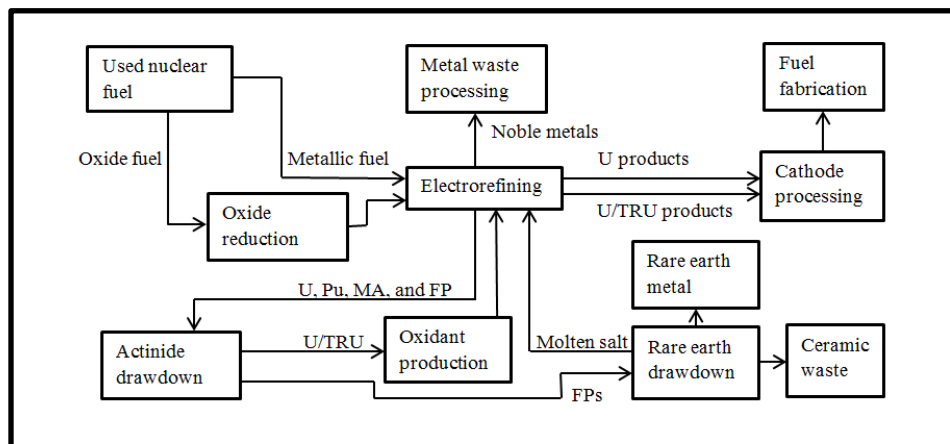 Used nuclear
fuel
Metal waste
processing
Fuel
fabrication
Noble metals
Oxide fuel
Metallic fuel
U products
Electrorefining
Cathode
processing
U/TRU products
Oxide
reduction
Rare earth
metal
U, Pu, MA, and FP
Actinide
drawdown
U/TRU
Oxidant
production
Molten salt
Rare earth
drawdown
Ceramic
waste
FPs